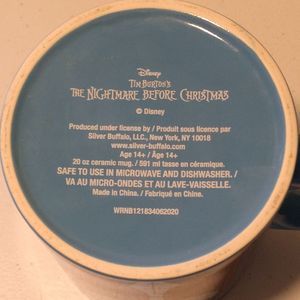 Disney
TIM BURTON'S
THE NIGHTMARE BEFORE CHRISTMAS
© Disney
Produced under license by / Produit sous licence par
Silver Buffalo, LLC., New York, NY 10018
www.silver-buffalo.com
Age 14+ / Âge 14+
20 oz ceramic mug. / 591 ml tasse en céramique.
SAFE TO USE IN MICROWAVE AND DISHWASHER. /
VA AU MICRO-ONDES ET AU LAVE-VAISSELLE.
Made in China. / Fabriqué en Chine.
WRNB121834062020